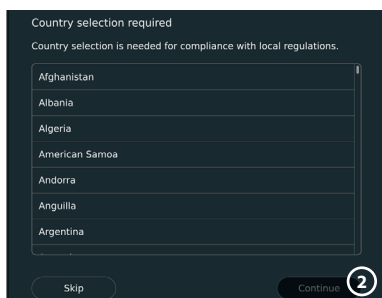 Country selection required
Country selection is needed for compliance with local regulations.
Afghanistan
Albania
Algeria
American Samoa
Andorra
Anguilla
Argentina
Skip
Continue
2